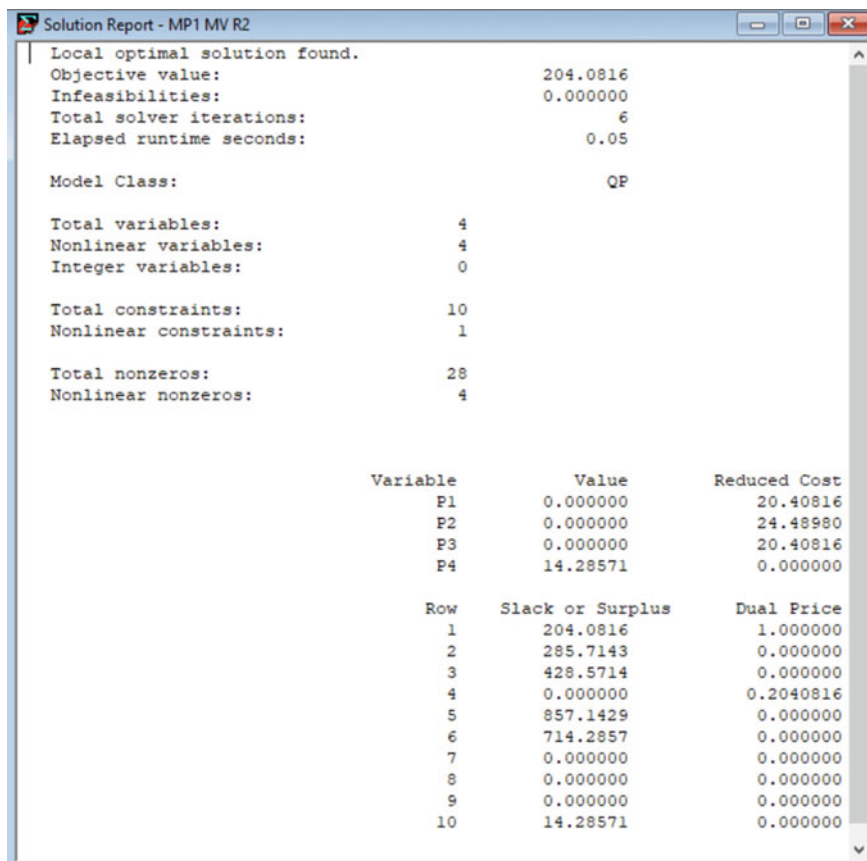 Solution Report - MP1 MV R2
Local optimal solution found.
Objective value: 204.0816
Infeasibilities: 0.000000
Total solver iterations: 6
Elapsed runtime seconds: 0.05
Model Class: QP
Total variables: 4
Nonlinear variables: 4
Integer variables: 0
Total constraints: 10
Nonlinear constraints: 1
Total nonzeros: 28
Nonlinear nonzeros: 4
Variable Value Reduced Cost
P1 0.000000 20.40816
P2 0.000000 24.48980
P3 0.000000 20.40816
P4 14.28571 0.000000
Row Slack or Surplus Dual Price
1 204.0816 1.000000
2 285.7143 0.000000
3 428.5714 0.000000
4 0.000000 0.2040816
5 857.1429 0.000000
6 714.2857 0.000000
7 0.000000 0.000000
8 0.000000 0.000000
9 0.000000 0.000000
10 14.28571 0.000000